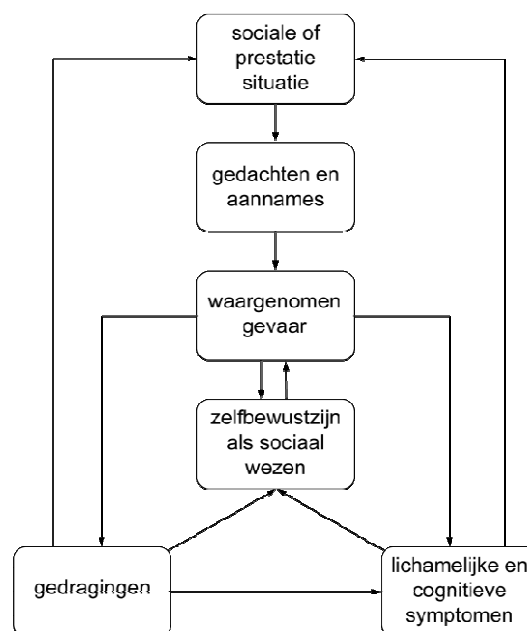 sociale of
prestatie
situatie
gedachten en
aannames
waargenomen
gevaar
zelfbewustzijn
als sociaal
wezen
gedragingen
lichamelijke en
cognitieve
symptomen